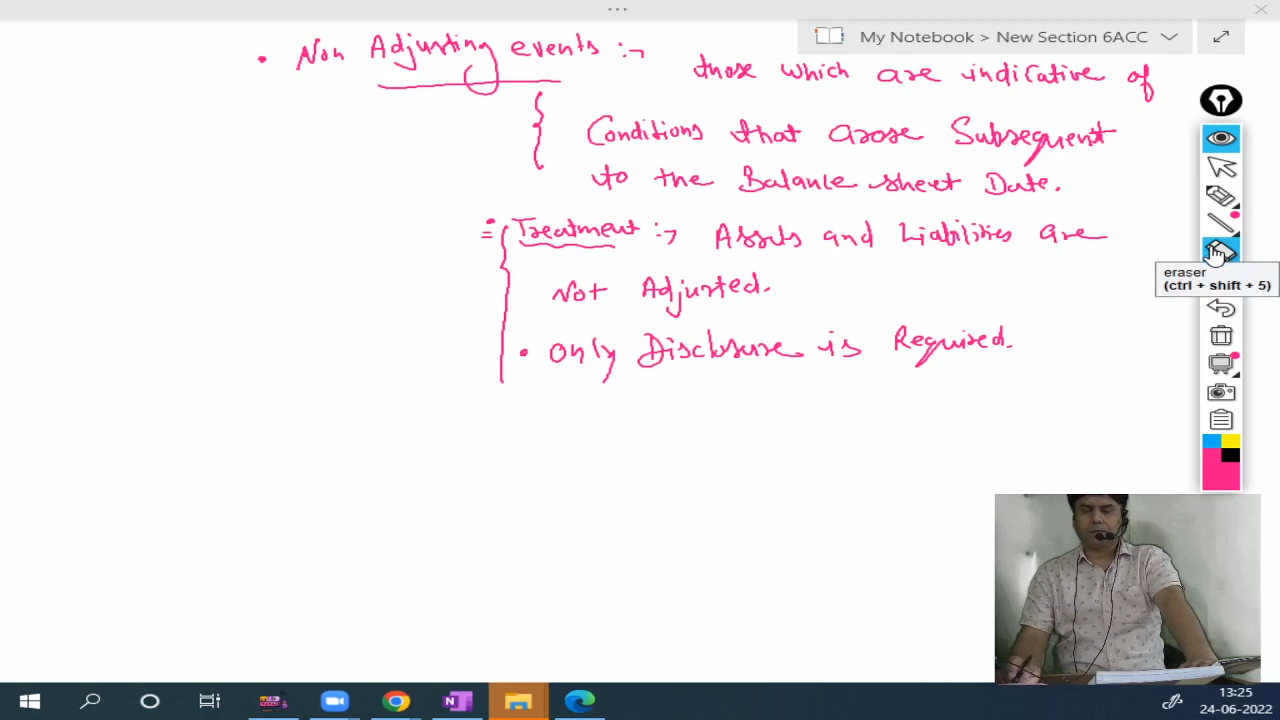 ...
My Notebook > New Section 6ACC
• Non Adjusting events :-
those which are indicative of
Conditions that arose Subsequent
to the Balance sheet Date.
Treatment :- Assets and Liabilities are
Not Adjusted.
• only Disclosure is Required.
eraser
(ctrl + shift + 5)
13:25
24-06-2022